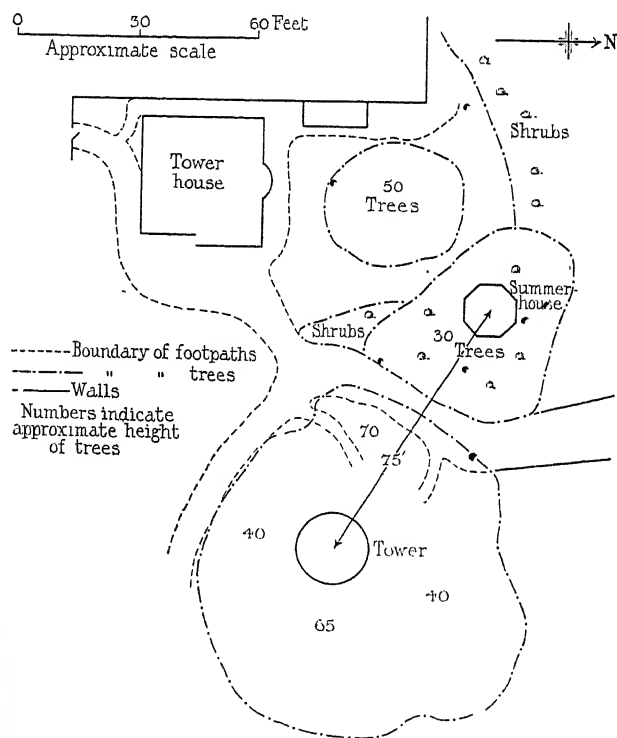 0 30 60 Feet
Approximate scale
N
Shrubs
Tower
house
50
Trees
Summer-
house
Shrubs
30
Trees
Boundary of footpaths
" " trees
Walls
Numbers indicate
approximate height
of trees
70
75'
40
Tower
40
65